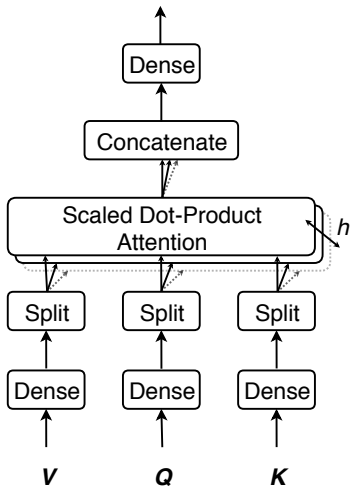 Dense
Concatenate
Scaled Dot-Product
Attention
h
Split Split Split
Dense Dense Dense
V Q K